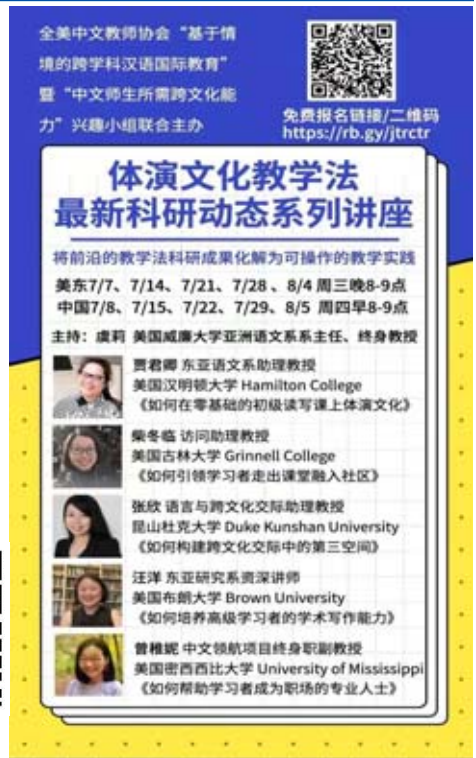 全美中文教师协会“基于情
境的跨学科汉语国际教育”
暨“中文师生所需跨文化能
力”兴趣小组联合主办
免费报名链接/二维码
https://rb.gy/jtrctr
体演文化教学法
最新科研动态系列讲座
将前沿的教学法科研成果化解为可操作的教学实践
美东7/7、7/14、7/21、7/28 、8/4 周三晚8-9点
中国7/8、7/15、7/22、7/29、8/5 周四早8-9点
主持：虞莉 美国威廉大学亚洲语文系系主任、终身教授
贾君卿 东亚语文系助理教授
美国汉明顿大学 Hamilton College
《如何在零基础的初级读写课上体演文化》
柴冬临 访问助理教授
美国古林大学 Grinnell College
《如何引领学习者走出课堂融入社区》
张欣 语言与跨文化交际助理教授
昆山杜克大学 Duke Kunshan University
《如何构建跨文化交际中的第三空间》
汪洋 东亚研究系资深讲师
美国布朗大学 Brown University
《如何培养高级学习者的学术写作能力》
曾稚妮 中文领航项目终身职副教授
美国密西西比大学 University of Mississippi
《如何帮助学习者成为职场的专业人士》